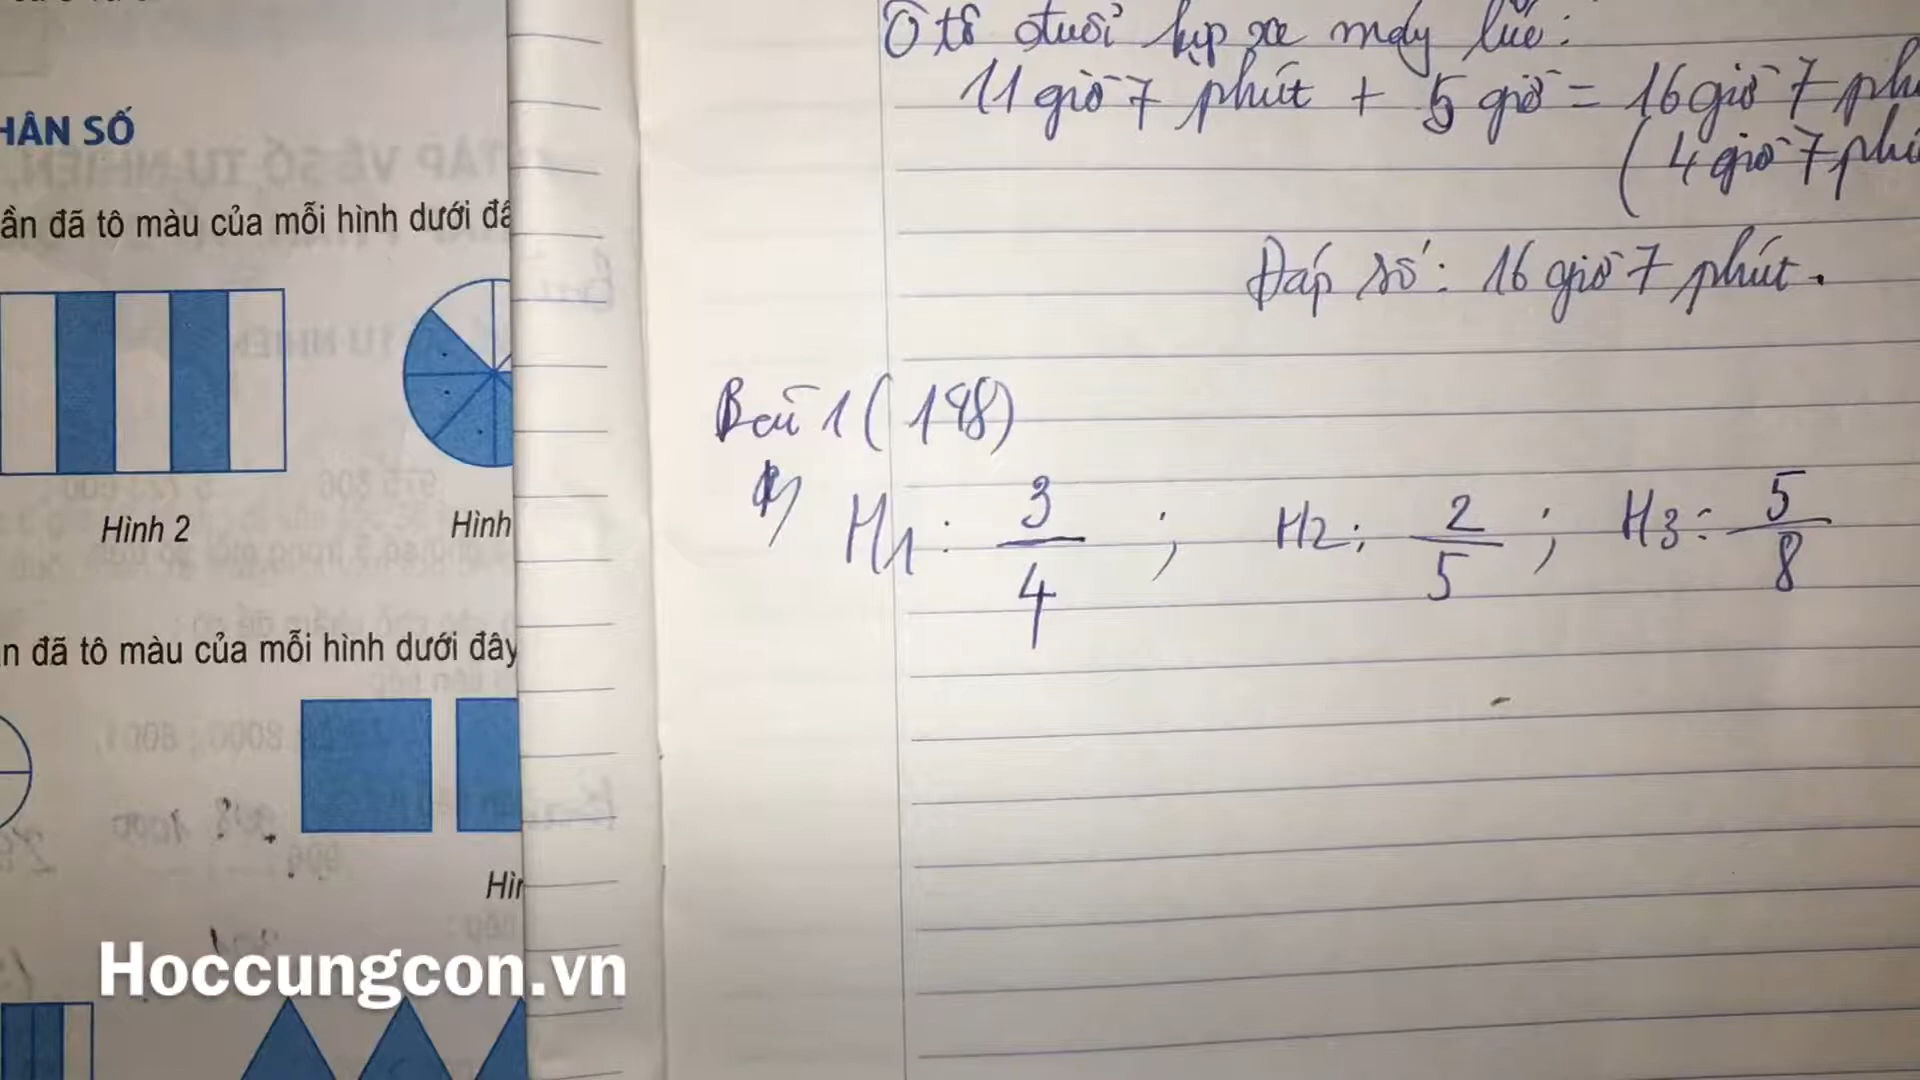 HÂN SỐ
ần đã tô màu của mỗi hình dưới đâ
Hình 2
Hình
n đã tô màu của mỗi hình dưới đây
Hìn
Hoccungcon.vn
Ô tô đuổi kịp xe máy lúc:
11 giờ 7 phút + 5 giờ = 16 giờ 7 phú
( 4 giờ 7 phú
Đáp số: 16 giờ 7 phút.
Bài 1 ( 148)
a) H1: 3/4 ; H2: 2/5 ; H3: 5/8